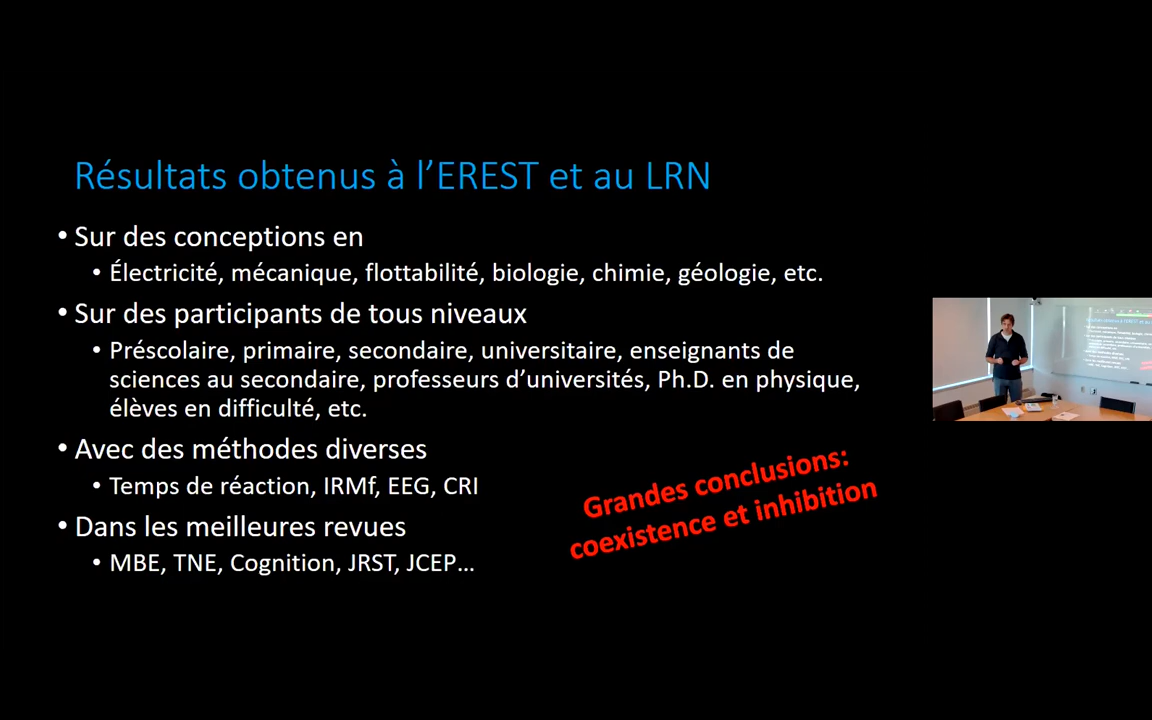 Résultats obtenus à l’EREST et au LRN
• Sur des conceptions en
• Électricité, mécanique, flottabilité, biologie, chimie, géologie, etc.
• Sur des participants de tous niveaux
• Préscolaire, primaire, secondaire, universitaire, enseignants de
sciences au secondaire, professeurs d’universités, Ph.D. en physique,
élèves en difficulté, etc.
• Avec des méthodes diverses
• Temps de réaction, IRMf, EEG, CRI
• Dans les meilleures revues
• MBE, TNE, Cognition, JRST, JCEP…
Grandes conclusions:
coexistence et inhibition